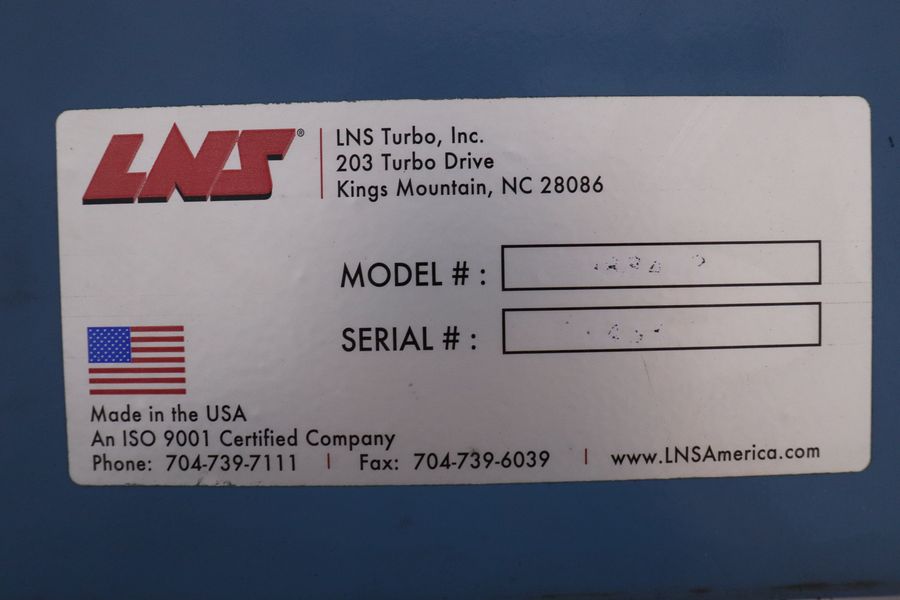 LNS®
LNS Turbo, Inc.
203 Turbo Drive
Kings Mountain, NC 28086
MODEL # :
SERIAL # :
Made in the USA
An ISO 9001 Certified Company
Phone: 704-739-7111 | Fax: 704-739-6039 | www.LNSAmerica.com